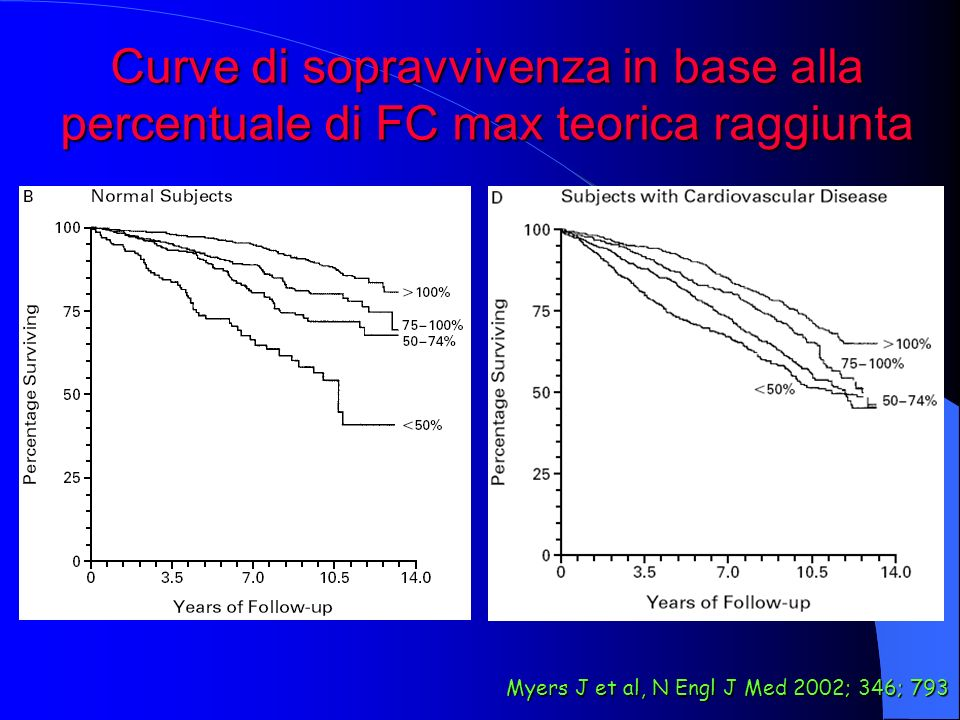 Curve di sopravvivenza in base alla
percentuale di FC max teorica raggiunta
B Normal Subjects
Percentage Surviving
100
75
50
25
0
>100%
75–100%
50–74%
<50%
0 3.5 7.0 10.5 14.0
Years of Follow-up
D Subjects with Cardiovascular Disease
Percentage Surviving
100
75
50
25
0
>100%
75–100%
<50%
50–74%
0 3.5 7.0 10.5 14.0
Years of Follow-up
Myers J et al, N Engl J Med 2002; 346; 793